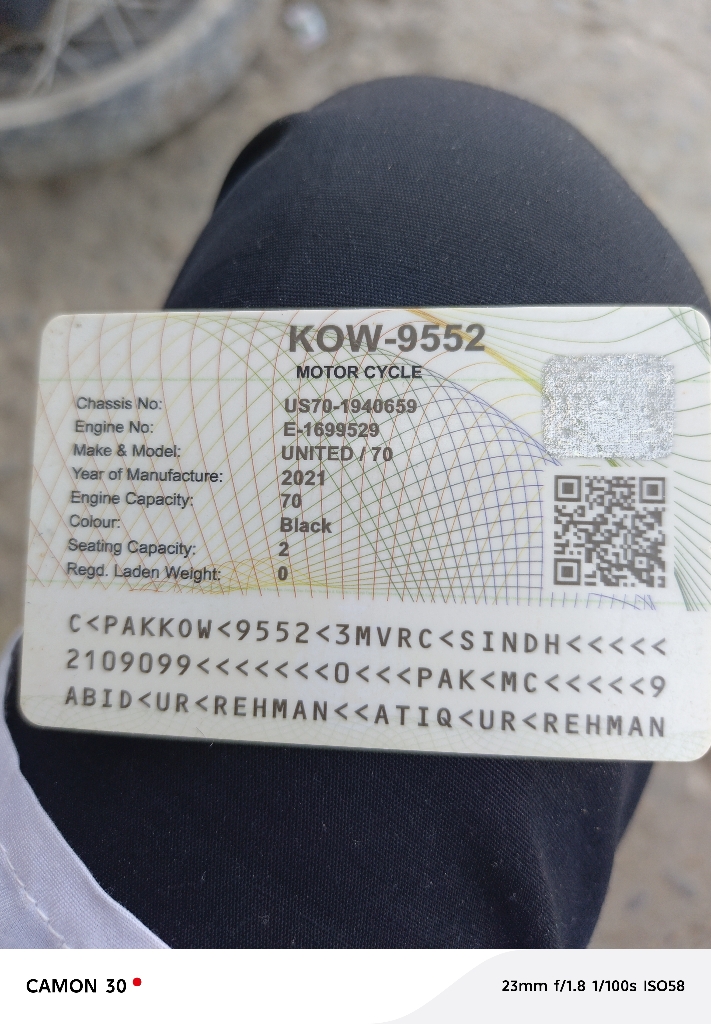 KOW-9552
MOTOR CYCLE
Chassis No: US70-1940659
Engine No: E-1699529
Make & Model: UNITED / 70
Year of Manufacture: 2021
Engine Capacity: 70
Colour: Black
Seating Capacity: 2
Regd. Laden Weight: 0
C<PAKKOW<9552<3MVRC<SINDH<<<<<
2109099<<<<<<<0<<<PAK<MC<<<<<9
ABID<UR<REHMAN<<ATIQ<UR<REHMAN
CAMON 30
23mm f/1.8 1/100s ISO58